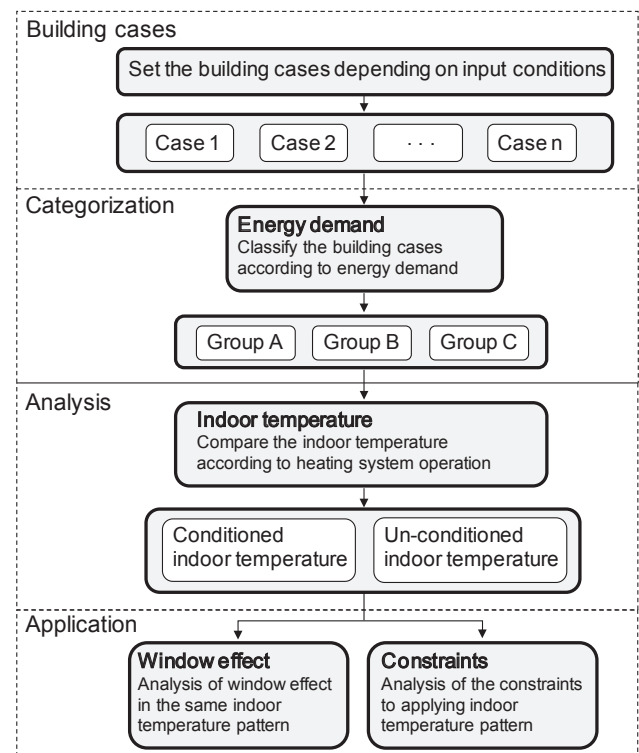 Building cases
Set the building cases depending on input conditions
Case 1
Case 2
. . .
Case n
Categorization
Energy demand
Classify the building cases
according to energy demand
Group A
Group B
Group C
Analysis
Indoor temperature
Compare the indoor temperature
according to heating system operation
Conditioned
indoor temperature
Un-conditioned
indoor temperature
Application
Window effect
Analysis of window effect
in the same indoor
temperature pattern
Constraints
Analysis of the constraints
to applying indoor
temperature pattern